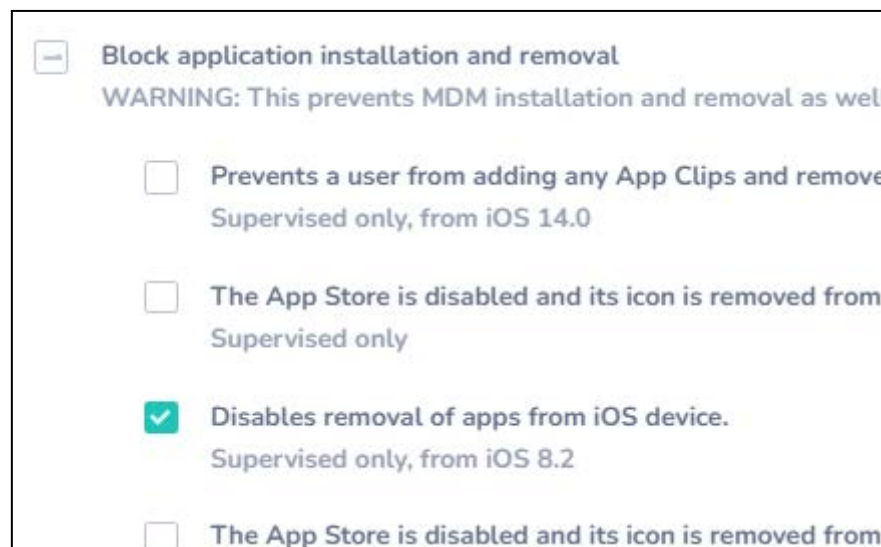 Block application installation and removal
WARNING: This prevents MDM installation and removal as well
Prevents a user from adding any App Clips and remove
Supervised only, from iOS 14.0
The App Store is disabled and its icon is removed from
Supervised only
Disables removal of apps from iOS device.
Supervised only, from iOS 8.2
The App Store is disabled and its icon is removed from